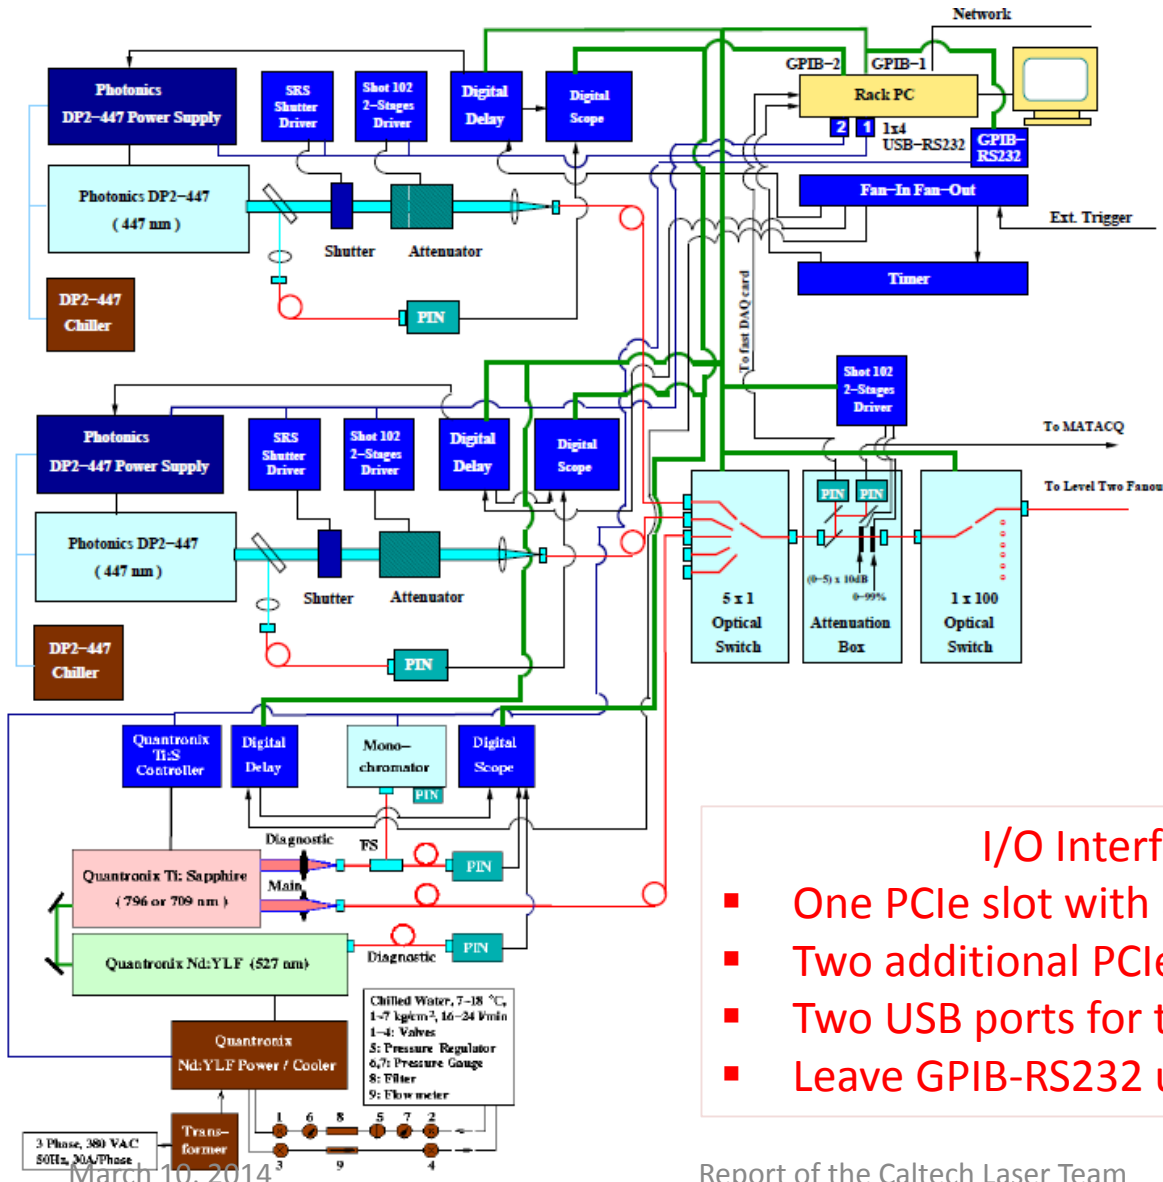 Network
GPIB-2 GPIB-1
Photonics
DP2-447 Power Supply
SRS
Shutter
Driver
Shot 102
2-Stages
Driver
Digital
Delay
Digital
Scope
Rack PC
2 1
1x4
USB-RS232
GPIB-
RS232
Photonics DP2-447
( 447 nm )
Shutter
Attenuator
Fan-In Fan-Out
Ext. Trigger
Timer
DP2-447
Chiller
PIN
To fast DAQ card
Shot 102
2-Stages
Driver
Photonics
DP2-447 Power Supply
SRS
Shutter
Driver
Shot 102
2-Stages
Driver
Digital
Delay
Digital
Scope
To MATACQ
To Level Two Fanou
PIN PIN
Photonics DP2-447
( 447 nm )
Shutter
Attenuator
(0-5) x 10dB
0-99%
5 x 1
Optical
Switch
Attenuation
Box
1 x 100
Optical
Switch
DP2-447
Chiller
PIN
Quantronix
Ti:S
Controller
Digital
Delay
Mono-
chromator
PIN
Digital
Scope
Diagnostic
FS
PIN
Quantronix Ti: Sapphire
( 796 or 709 nm )
Main
Quantronix Nd:YLF (527 nm)
Diagnostic
PIN
Chilled Water, 7-18 °C,
1-7 kg/cm², 16-24 l/min
1-4: Valves
5: Pressure Regulator
6,7: Pressure Gauge
8: Filter
9: Flow meter
Quantronix
Nd:YLF Power / Cooler
Trans-
former
3 Phase, 380 VAC
50Hz, 30A/Phase
1 6 8 5 7 2
3 9 4
I/O Interf
▪ One PCIe slot with
▪ Two additional PCIe
▪ Two USB ports for t
▪ Leave GPIB-RS232 u
March 10, 2014
Report of the Caltech Laser Team